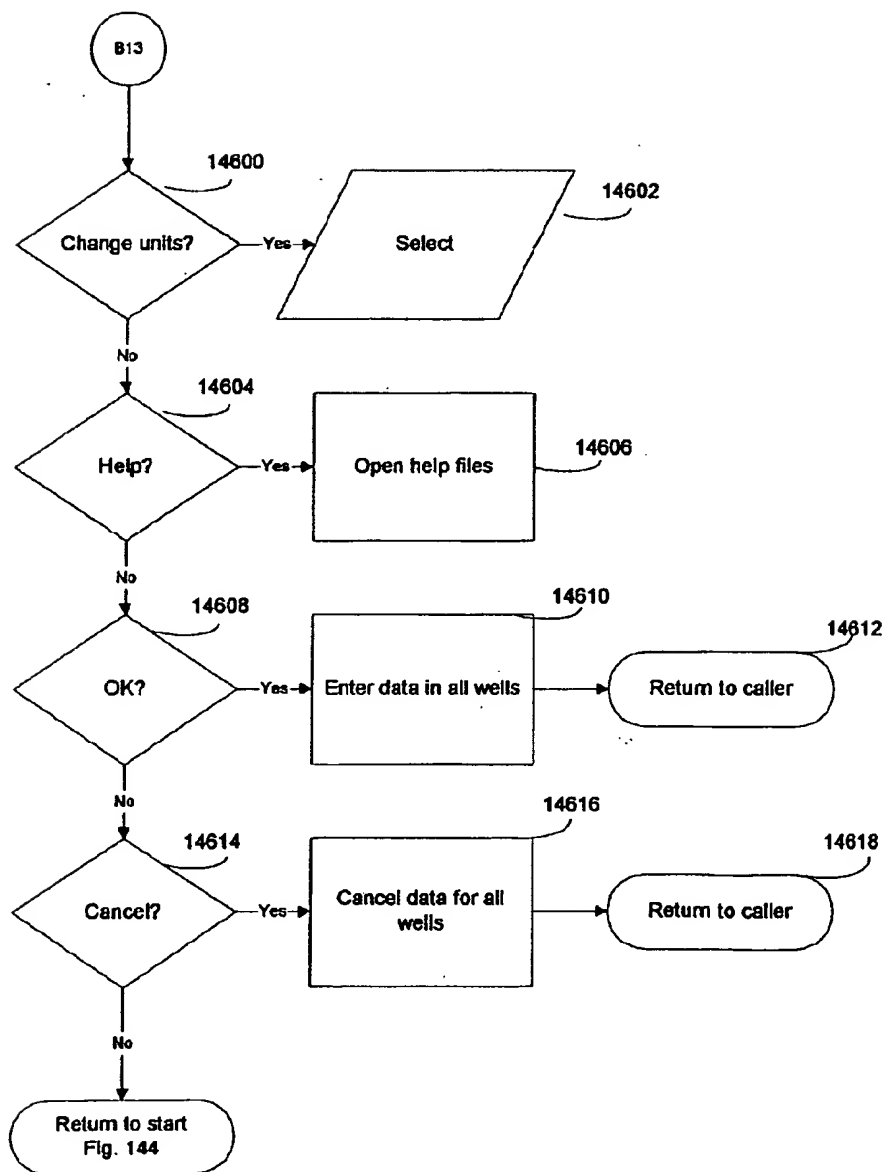 B13
14600
Change units?
Yes
Select
14602
No
14604
Help?
Yes
Open help files
14606
No
14608
OK?
Yes
14610
Enter data in all wells
14612
Return to caller
No
14614
Cancel?
Yes
14616
Cancel data for all
wells
14618
Return to caller
No
Return to start
Fig. 144